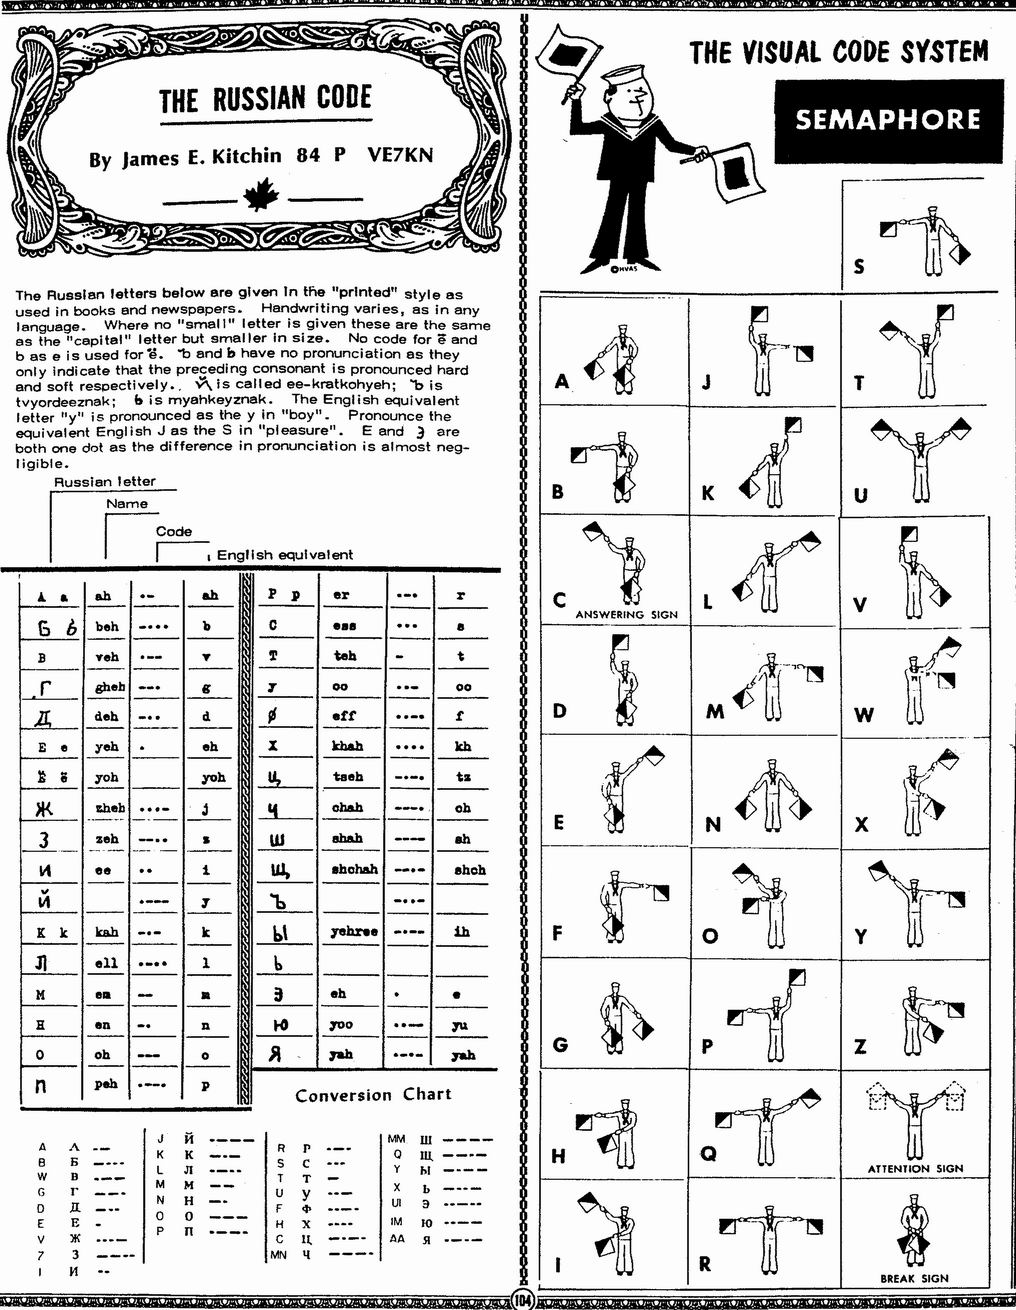 THE RUSSIAN CODE
By James E. Kitchin 84 P VE7KN
The Russian letters below are given in the "printed" style as
used in books and newspapers. Handwriting varies, as in any
language. Where no "small" letter is given these are the same
as the "capital" letter but smaller in size. No code for ё and
b as e is used for ё. Ъ and ь have no pronunciation as they
only indicate that the preceding consonant is pronounced hard
and soft respectively. Й is called ee-kratkohyeh; Ъ is
tvyordeeznak; ь is myahkeyznak. The English equivalent
letter "y" is pronounced as the y in "boy". Pronounce the
equivalent English J as the S in "pleasure". E and Э are
both one dot as the difference in pronunciation is almost neg-
ligible.
Russian letter
Name
Code
English equivalent
А а ah •– ah
Б б beh –••• b
В veh •–– v
Г gheh ––• g
Д deh –•• d
Е е yeh • eh
Ё ё yoh yoh
Ж zheh •••– j
З zeh ––•• z
И ee •• i
Й •––– y
К k kah –•– k
Л ell •–•• l
М em –– m
Н en –• n
О oh ––– o
П peh •––• p
Р р er •–• r
С ess ••• s
Т teh – t
У oo ••– oo
Ф eff ••–• f
Х khah •••• kh
Ц tseh –•–• tz
Ч chah –––• ch
Ш shah –––– sh
Щ shchah ––•– shch
Ъ
Ы yehree –•–– ih
Ь
Э eh • e
Ю yoo ••–– yu
Я yah •–•– yah
Conversion Chart
A А •–
B Б –•••
W В •––
G Г ––•
D Д –••
E Е •
V Ж •••–
7 З
I И ••
J Й •–––
K К –•–
L Л •–••
M М ––
N Н –•
O О –––
P П
R Р •–•
S С •••
T Т –
U У ••–
F Ф ••–•
H Х ••••
C Ц –•–•
MN Ч –––•
MM Ш ––––
Q Щ ––•–
Y Ы –•––
X Ь –••–
UI Э
IM Ю ••––
AA Я •–•–
THE VISUAL CODE SYSTEM
SEMAPHORE
©HVAS
S
A J T
B K U
C ANSWERING SIGN L V
D M W
E N X
F O Y
G P Z
H Q ATTENTION SIGN
I R BREAK SIGN
104